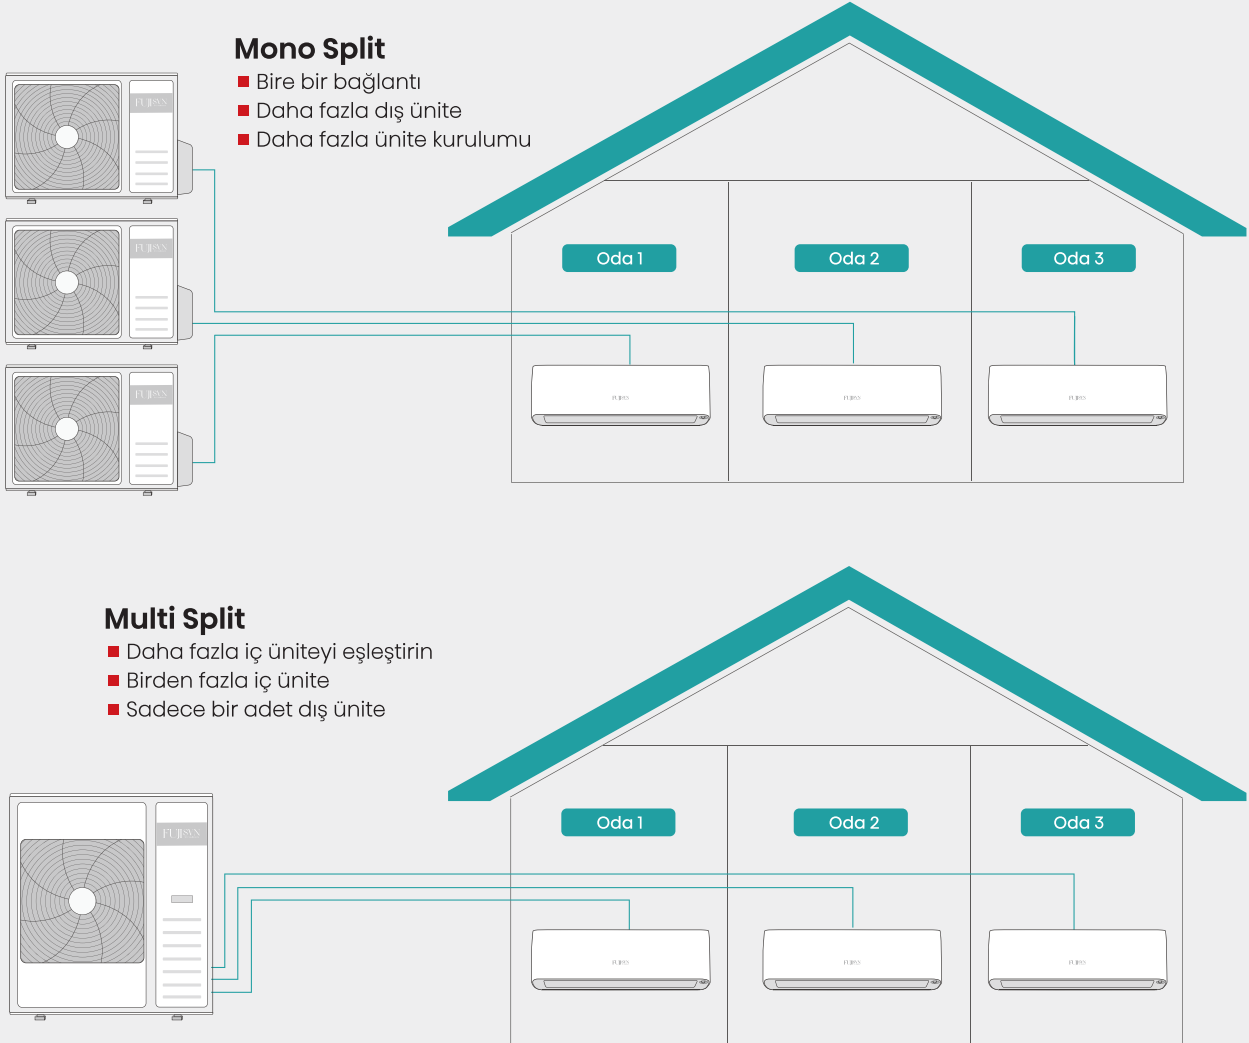 Mono Split
Bire bir bağlantı
Daha fazla dış ünite
Daha fazla ünite kurulumu
Oda 1
Oda 2
Oda 3
Multi Split
Daha fazla iç üniteyi eşleştirin
Birden fazla iç ünite
Sadece bir adet dış ünite
Oda 1
Oda 2
Oda 3